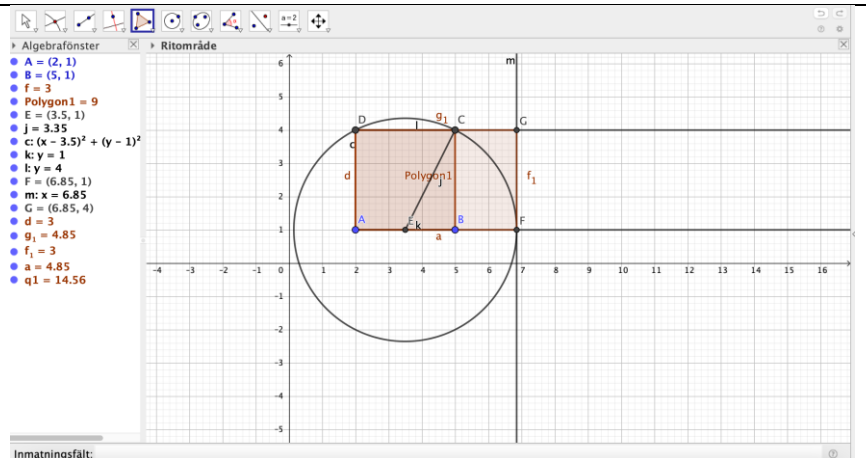 a=2
Algebrafönster
Ritområde
A = (2, 1)
B = (5, 1)
f = 3
Polygon1 = 9
E = (3.5, 1)
j = 3.35
c: (x – 3.5)² + (y – 1)²
k: y = 1
l: y = 4
F = (6.85, 1)
m: x = 6.85
G = (6.85, 4)
d = 3
g₁ = 4.85
f₁ = 3
a = 4.85
q1 = 14.56
m
6
5
D l g₁ C G
4
c
3
d Polygon1 j f₁
2
A E k B F
1
a
-4 -3 -2 -1 0 1 2 3 4 5 6 7 8 9 10 11 12 13 14 15 16
-1
-2
-3
-4
-5
Inmatningsfält: